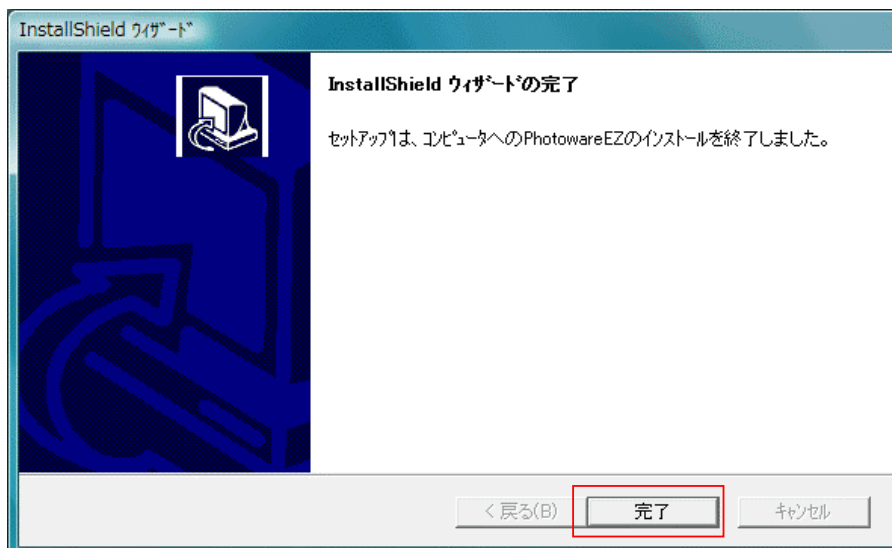 InstallShield ウィザード
InstallShield ウィザードの完了
セットアップは、コンピュータへのPhotowareEZのインストールを終了しました。
< 戻る(B)
完了
キャンセル